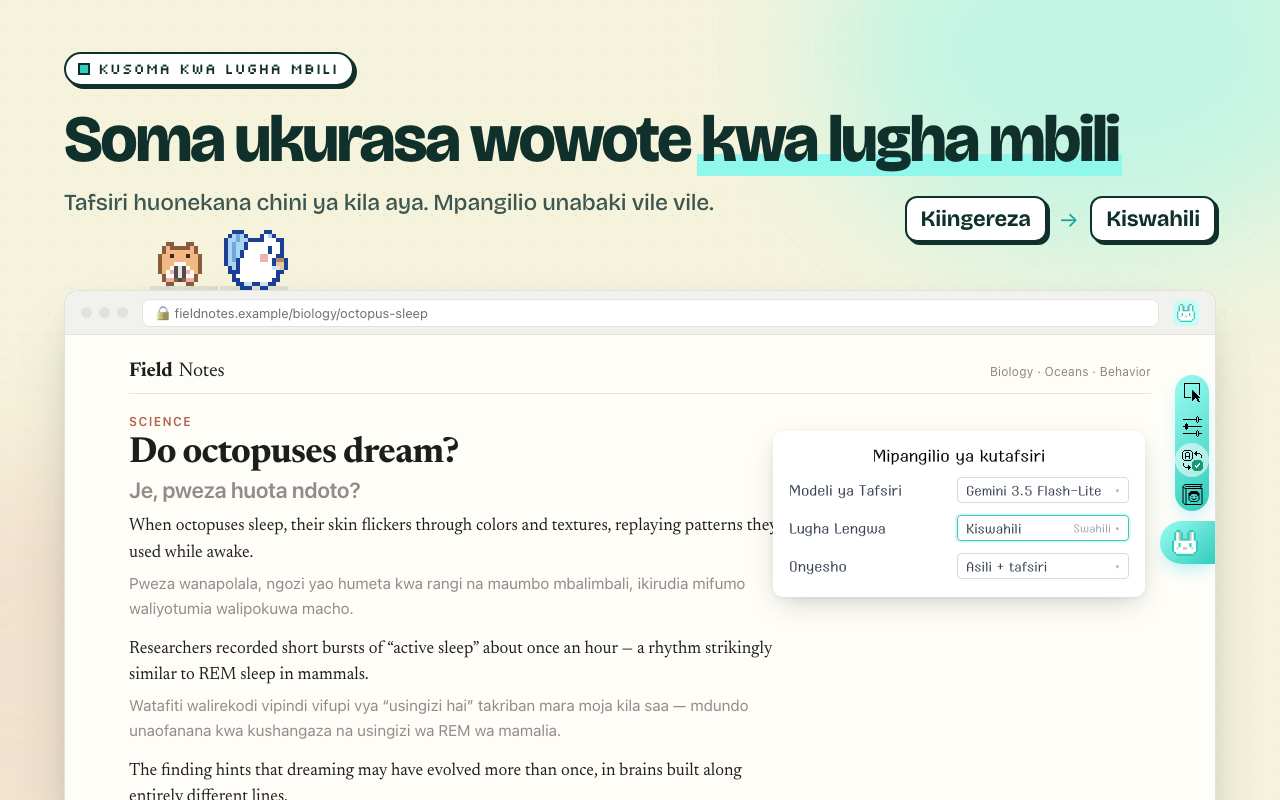 KUSOMA KWA LUGHA MBILI
Soma ukurasa wowote kwa lugha mbili
Tafsiri huonekana chini ya kila aya. Mpangilio unabaki vile vile.
Kiingereza → Kiswahili
fieldnotes.example/biology/octopus-sleep
Field Notes
Biology · Oceans · Behavior
SCIENCE
Do octopuses dream?
Je, pweza huota ndoto?
When octopuses sleep, their skin flickers through colors and textures, replaying patterns they
used while awake.
Pweza wanapolala, ngozi yao humeta kwa rangi na maumbo mbalimbali, ikirudia mifumo
waliyotumia walipokuwa macho.
Researchers recorded short bursts of “active sleep” about once an hour — a rhythm strikingly
similar to REM sleep in mammals.
Watafiti walirekodi vipindi vifupi vya “usingizi hai” takriban mara moja kila saa — mdundo
unaofanana kwa kushangaza na usingizi wa REM wa mamalia.
The finding hints that dreaming may have evolved more than once, in brains built along
entirely different lines.
Mipangilio ya kutafsiri
Modeli ya Tafsiri Gemini 3.5 Flash-Lite
Lugha Lengwa Kiswahili Swahili
Onyesho Asili + tafsiri